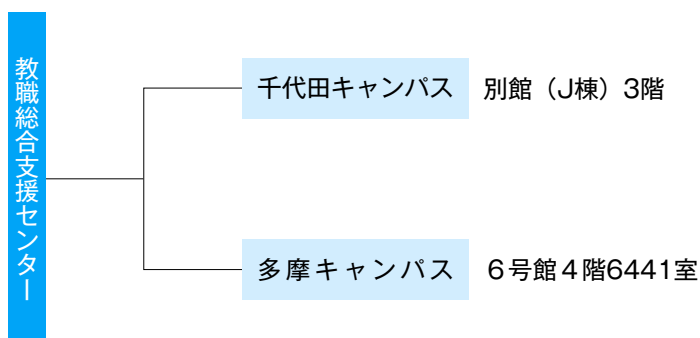 教職総合支援センター
千代田キャンパス 別館（J棟）3階
多摩キャンパス ６号館４階6441室